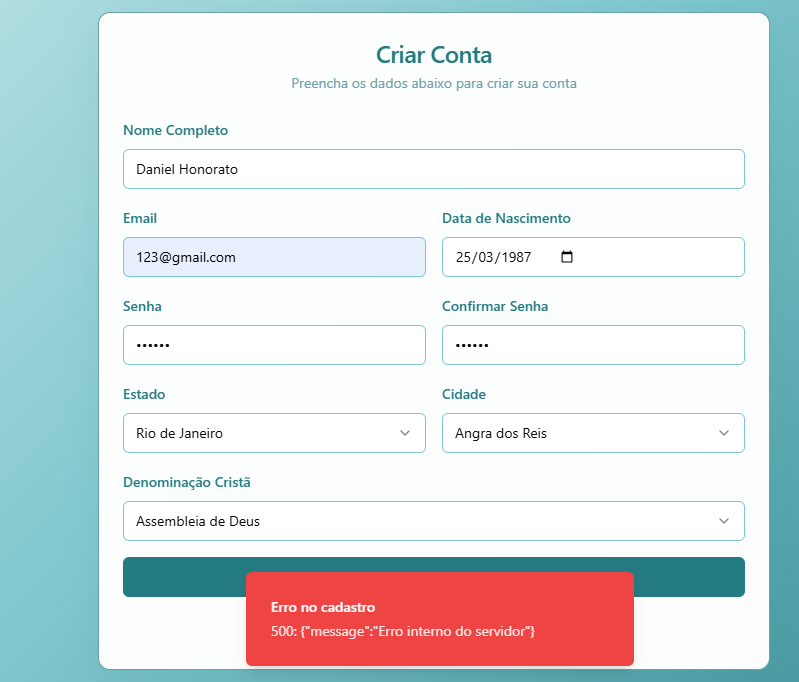 Criar Conta
Preencha os dados abaixo para criar sua conta
Nome Completo
Daniel Honorato
Email
Data de Nascimento
123@gmail.com
25/03/1987
Senha
Confirmar Senha
••••••
••••••
Estado
Cidade
Rio de Janeiro
Angra dos Reis
Denominação Cristã
Assembleia de Deus
Erro no cadastro
500: {"message":"Erro interno do servidor"}